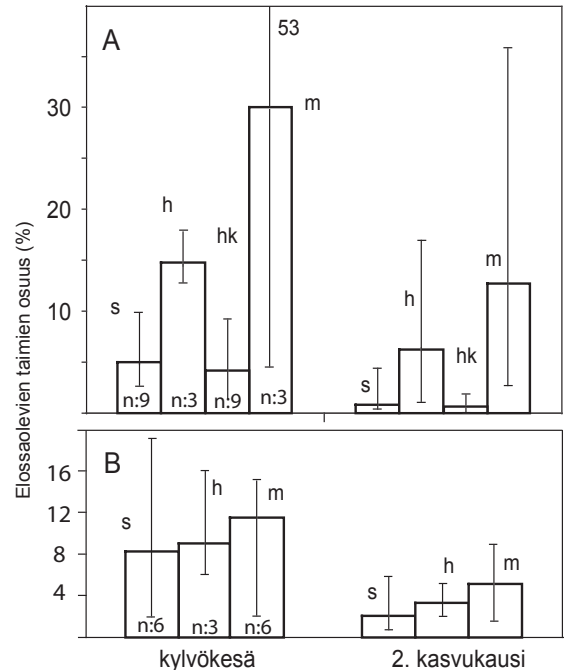 Elossaolevien taimien osuus (%)
A
53
30
20
10
s
h
hk
m
n:9
n:3
n:9
n:3
s
h
hk
m
B
16
12
8
4
s
h
m
n:6
n:3
n:6
s
h
m
kylvökesä
2. kasvukausi